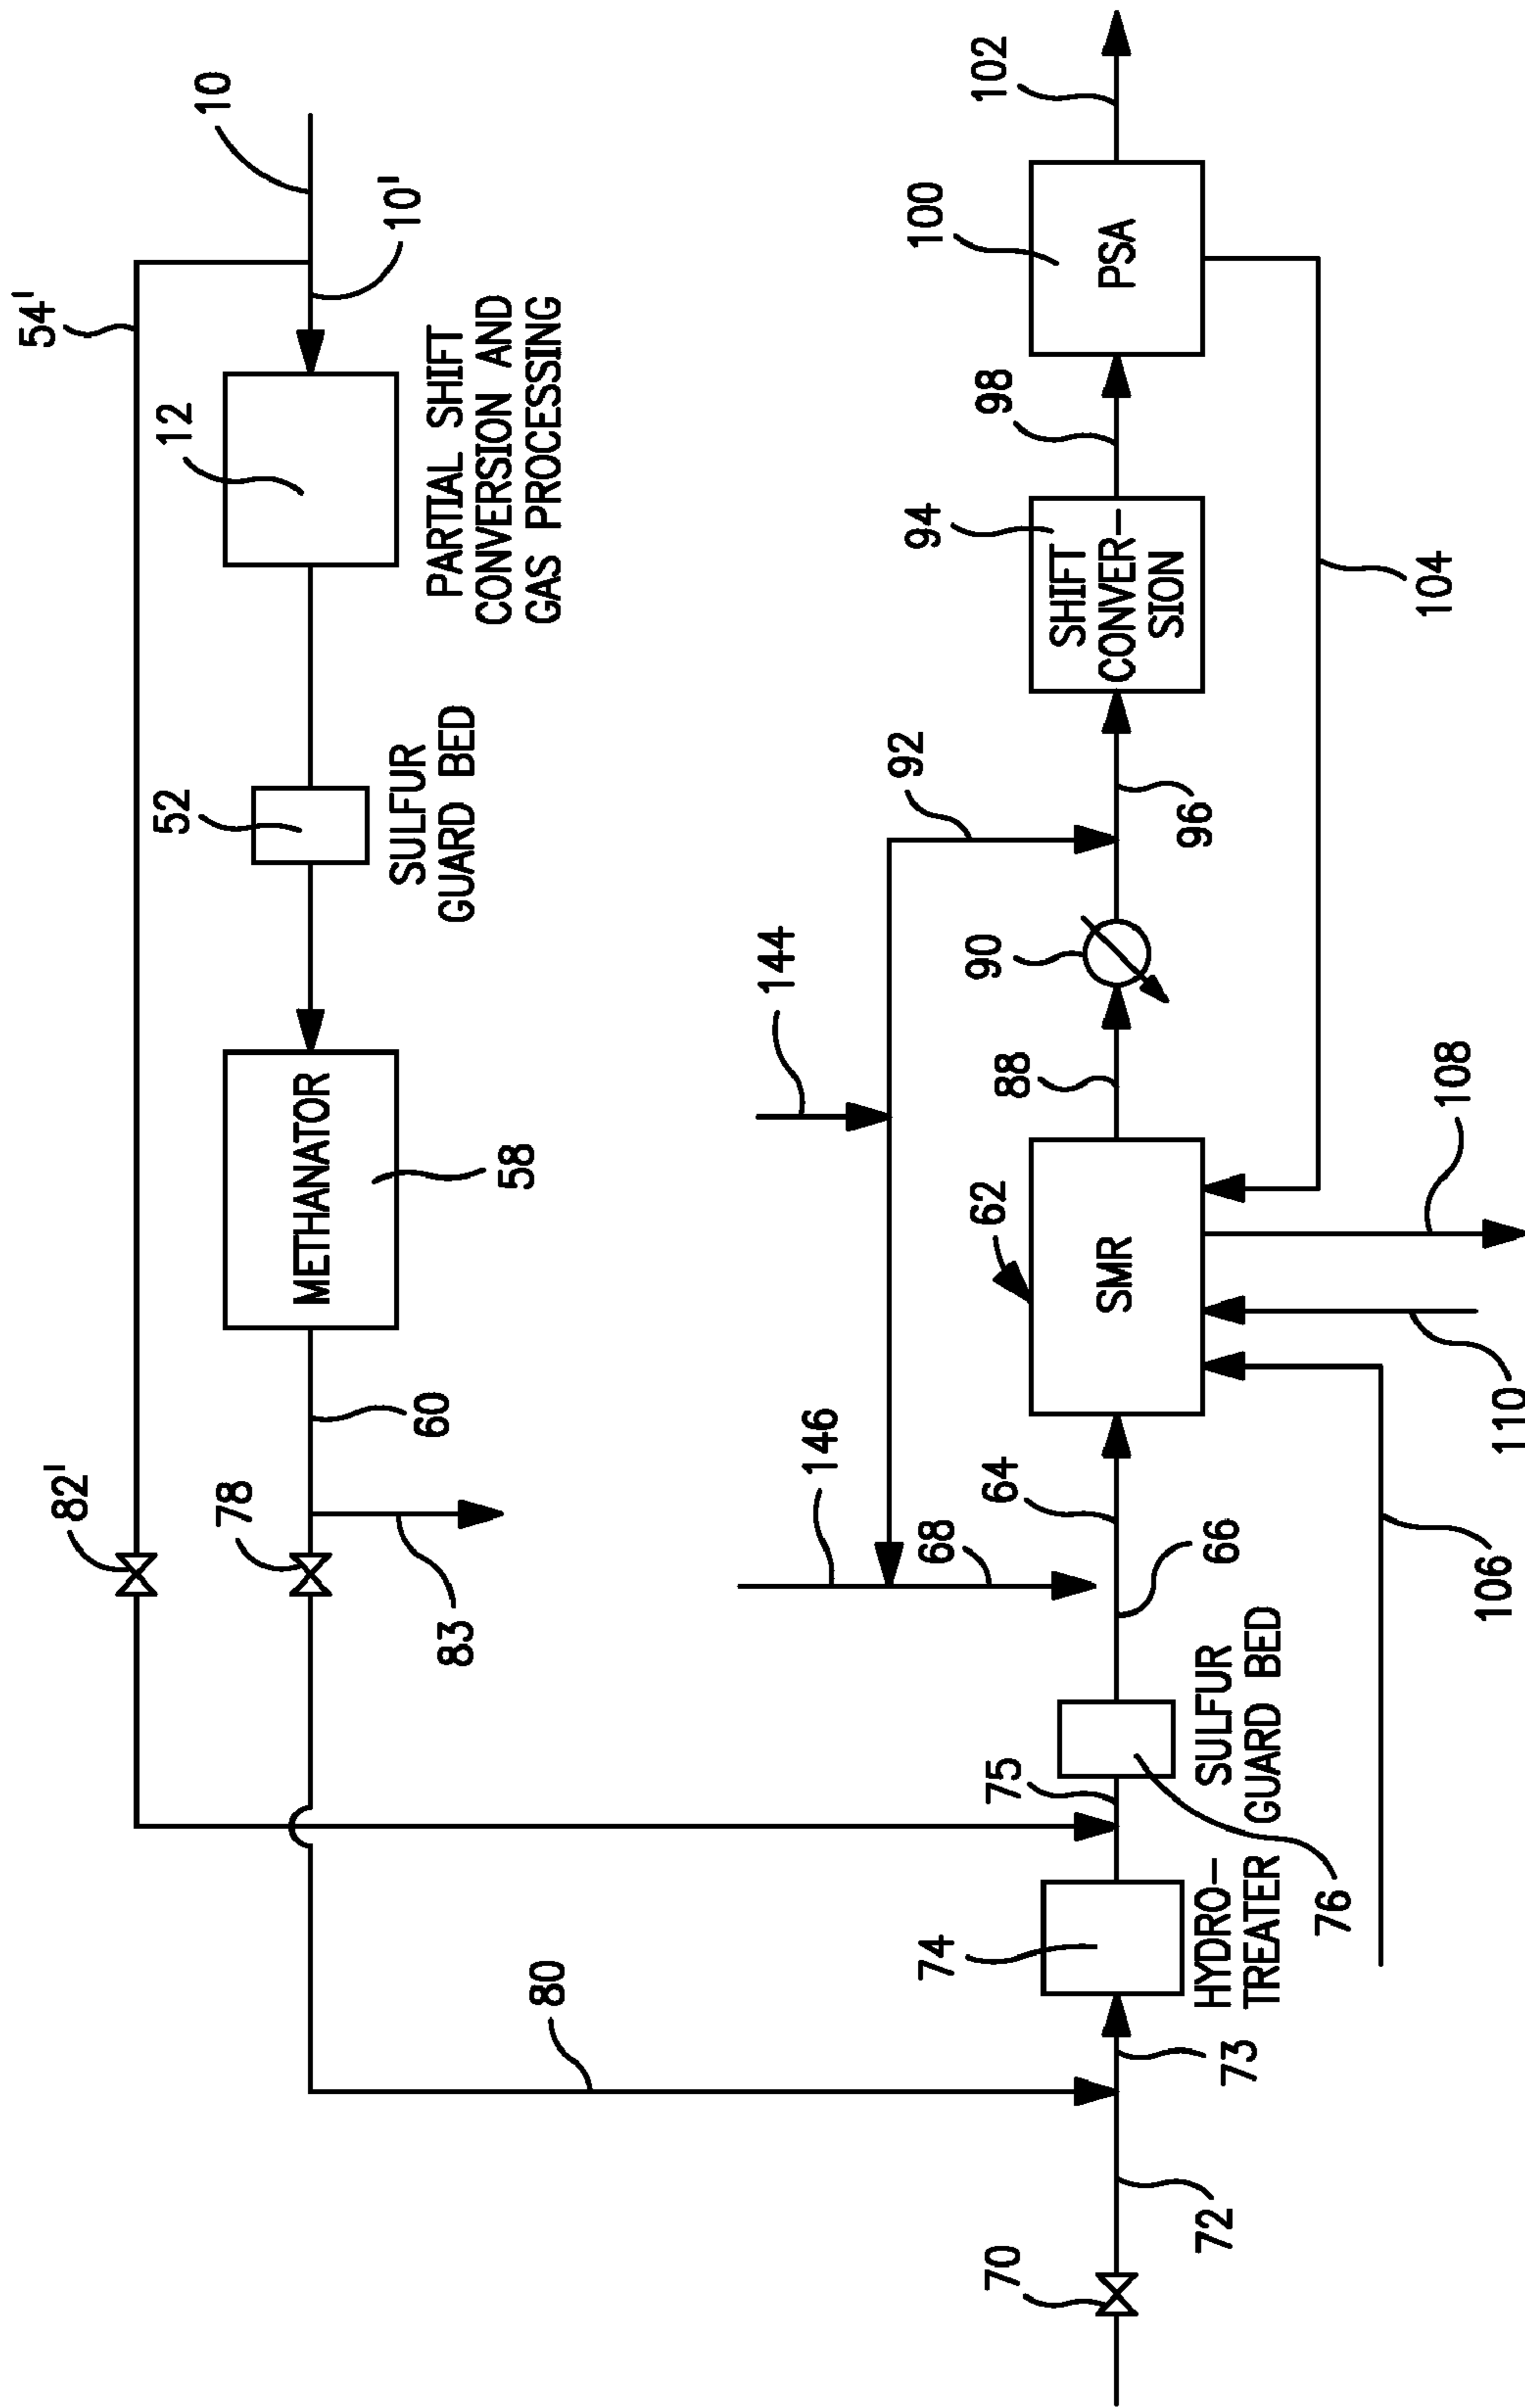 54'
10
10'
12
PARTIAL SHIFT
CONVERSION AND
GAS PROCESSING
52
SULFUR
GUARD BED
METHANATOR
58
60
82'
78
83
80
144
146
92
68
102
100
PSA
98
94
SHIFT
CONVER-
SION
96
90
88
104
62
SMR
108
110
106
64
66
75
SULFUR
GUARD BED
76
74
HYDRO-
TREATER
73
72
70